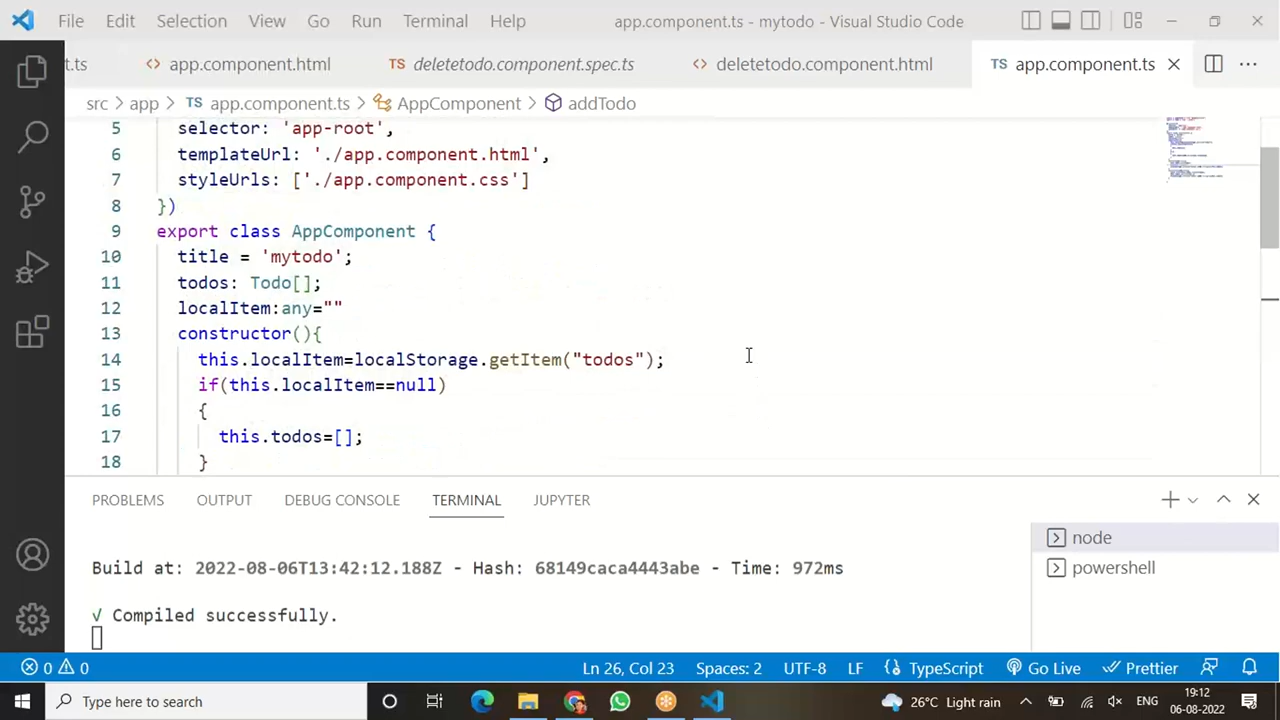 File Edit Selection View Go Run Terminal Help app.component.ts - mytodo - Visual Studio Code
t.ts <> app.component.html TS deletetodo.component.spec.ts <> deletetodo.component.html TS app.component.ts
src > app > TS app.component.ts > AppComponent > addTodo
5 selector: 'app-root',
6 templateUrl: './app.component.html',
7 styleUrls: ['./app.component.css']
8 })
9 export class AppComponent {
10 title = 'mytodo';
11 todos: Todo[];
12 localItem:any=""
13 constructor(){
14 this.localItem=localStorage.getItem("todos");
15 if(this.localItem==null)
16 {
17 this.todos=[];
18 }
PROBLEMS OUTPUT DEBUG CONSOLE TERMINAL JUPYTER
node
powershell
Build at: 2022-08-06T13:42:12.188Z - Hash: 68149caca4443abe - Time: 972ms
√ Compiled successfully.
0 0 Ln 26, Col 23 Spaces: 2 UTF-8 LF TypeScript Go Live Prettier
Type here to search 26°C Light rain ENG 19:12
06-08-2022